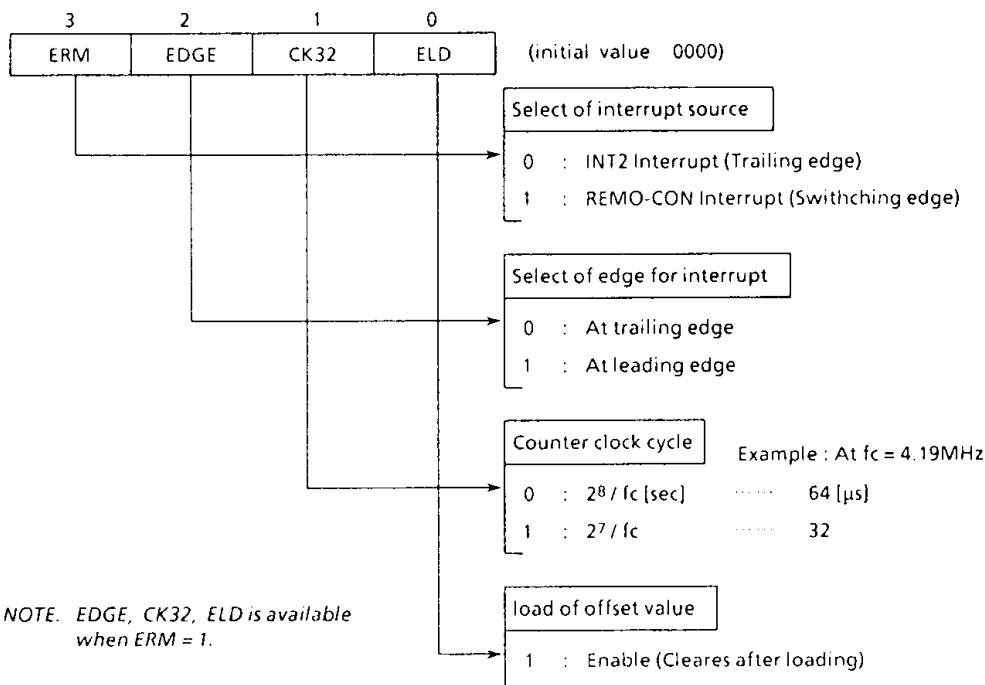 3 2 1 0
ERM EDGE CK32 ELD (initial value 0000)
Select of interrupt source
0 : INT2 Interrupt (Trailing edge)
1 : REMO-CON Interrupt (Swithching edge)
Select of edge for interrupt
0 : At trailing edge
1 : At leading edge
Counter clock cycle Example : At fc = 4.19MHz
0 : 2⁸ / fc [sec] ······ 64 [μs]
1 : 2⁷ / fc ······ 32
NOTE. EDGE, CK32, ELD is available
when ERM = 1.
load of offset value
1 : Enable (Cleares after loading)